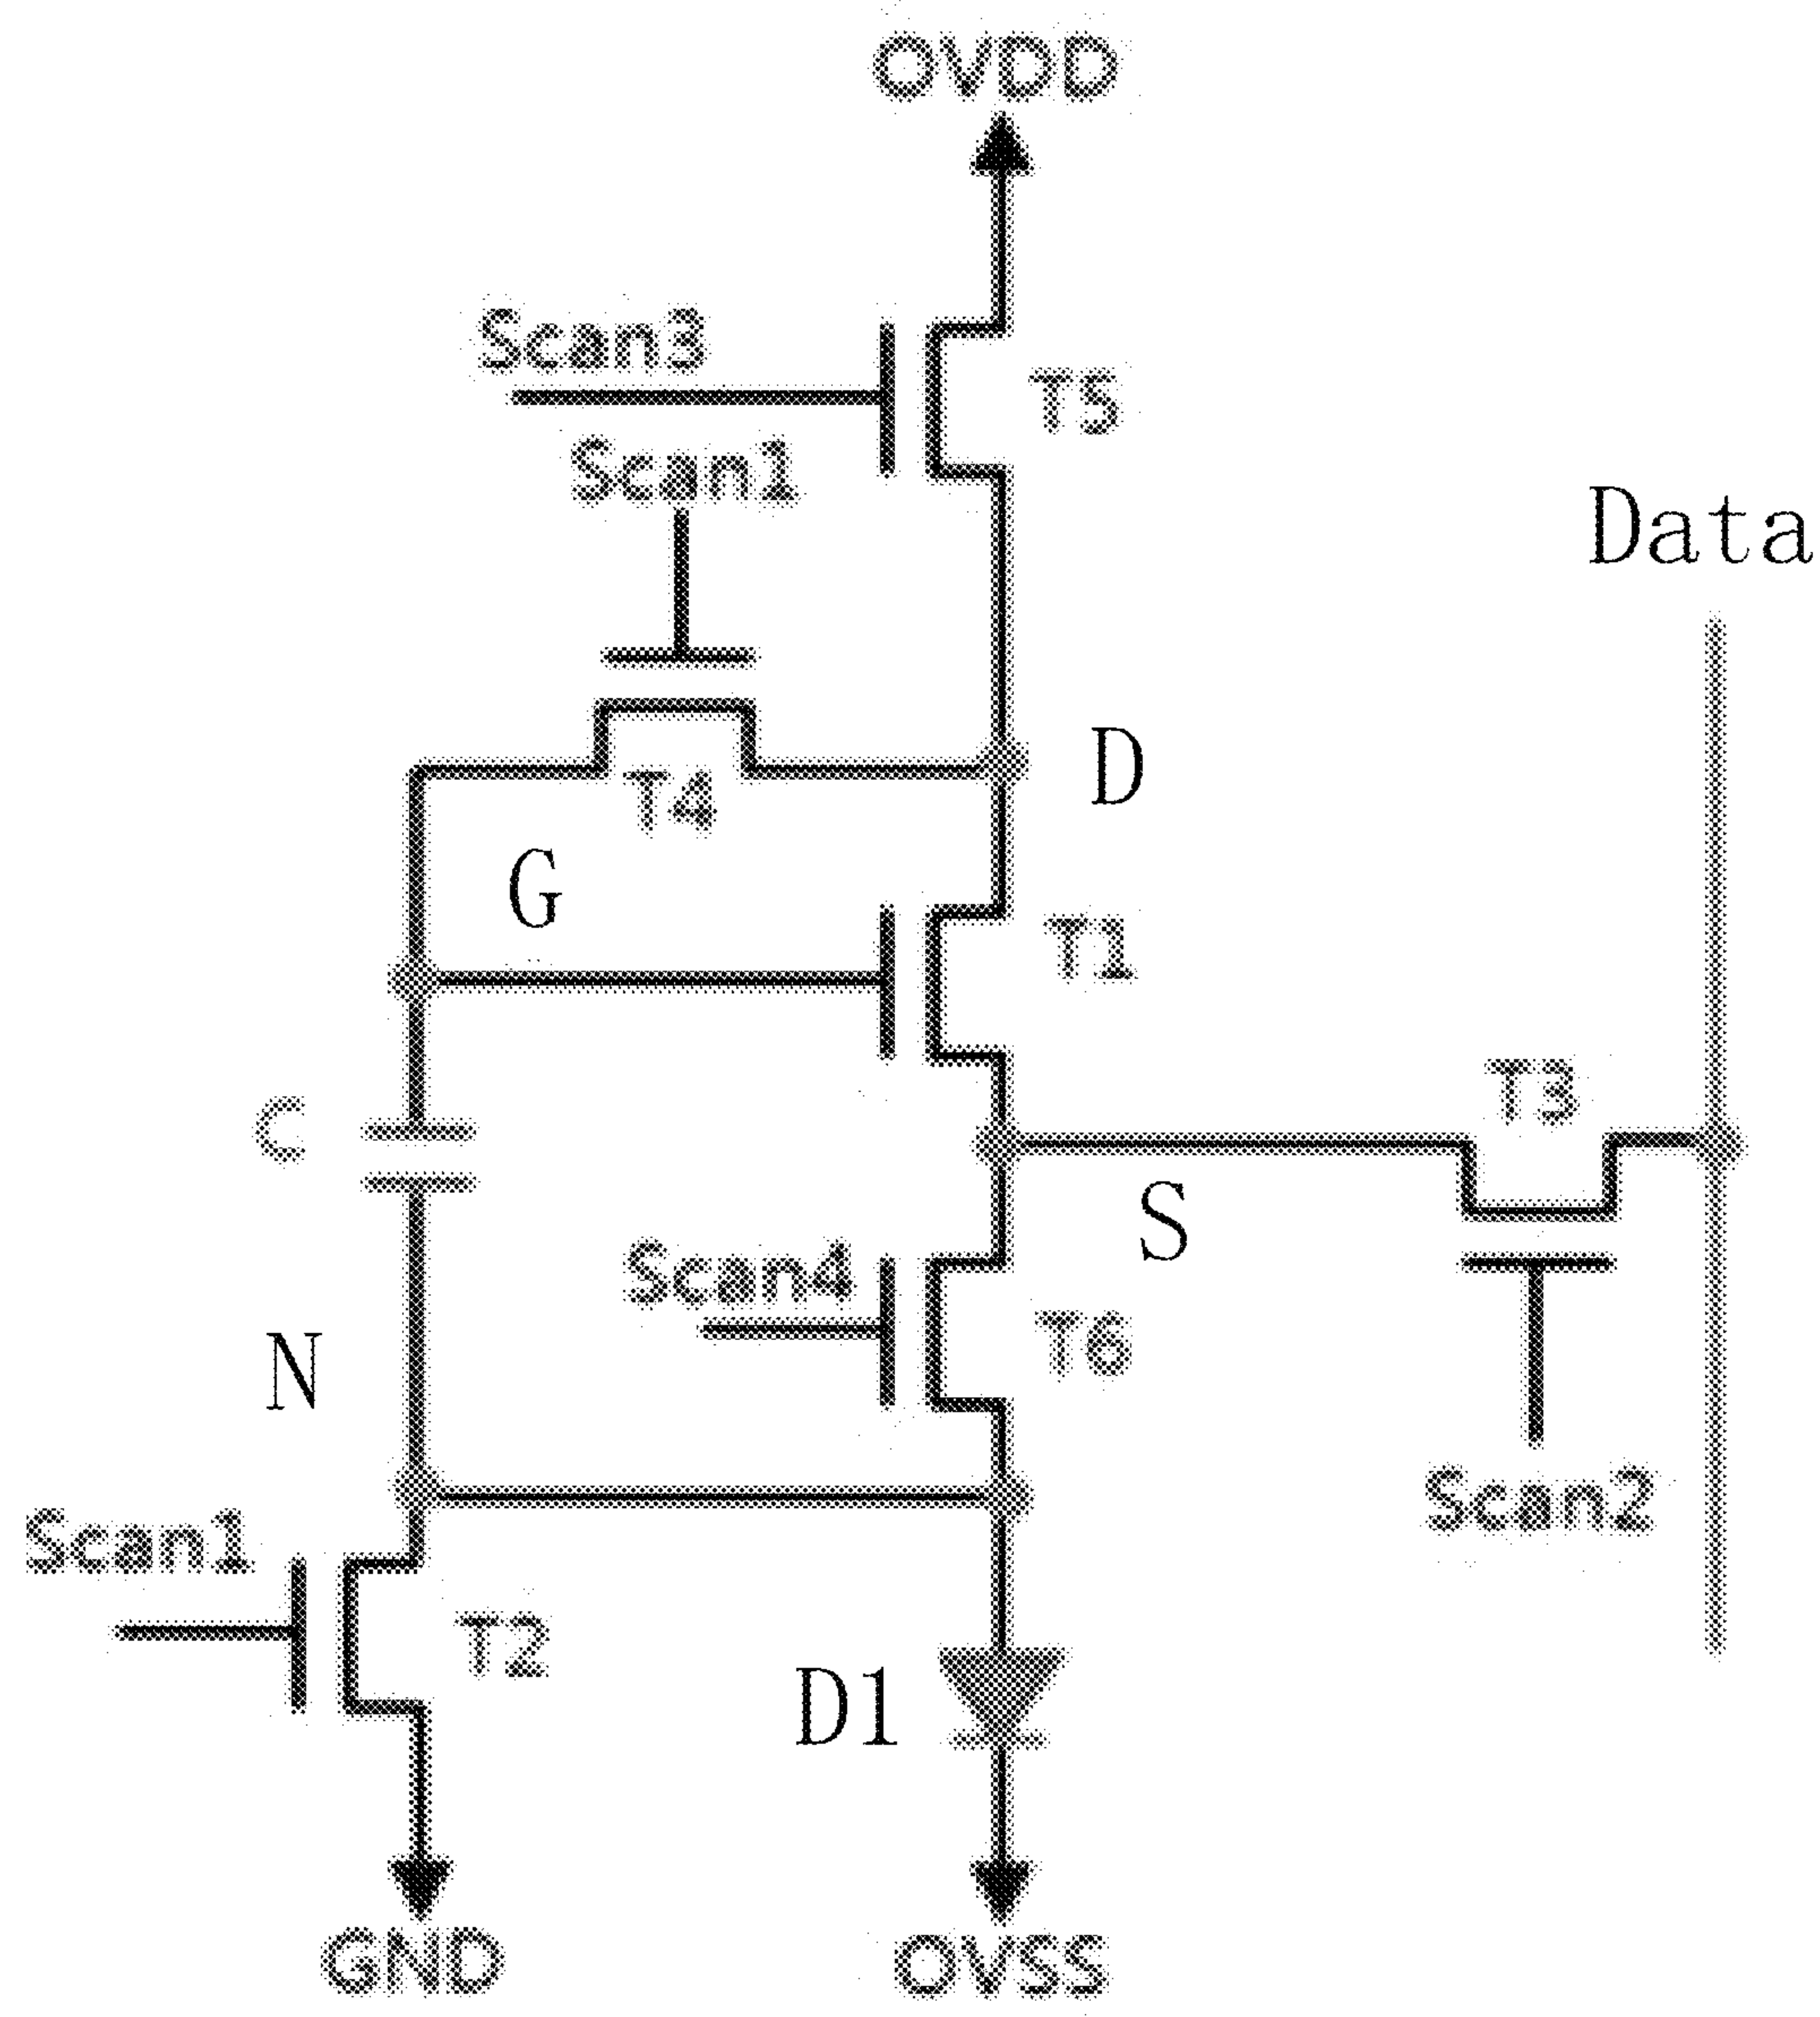 OVDD
Scan3
T5
Scan1
Data
D
T4
G
T1
T3
C
S
Scan4
T6
N
Scan2
Scan1
T2
D1
GND
OVSS